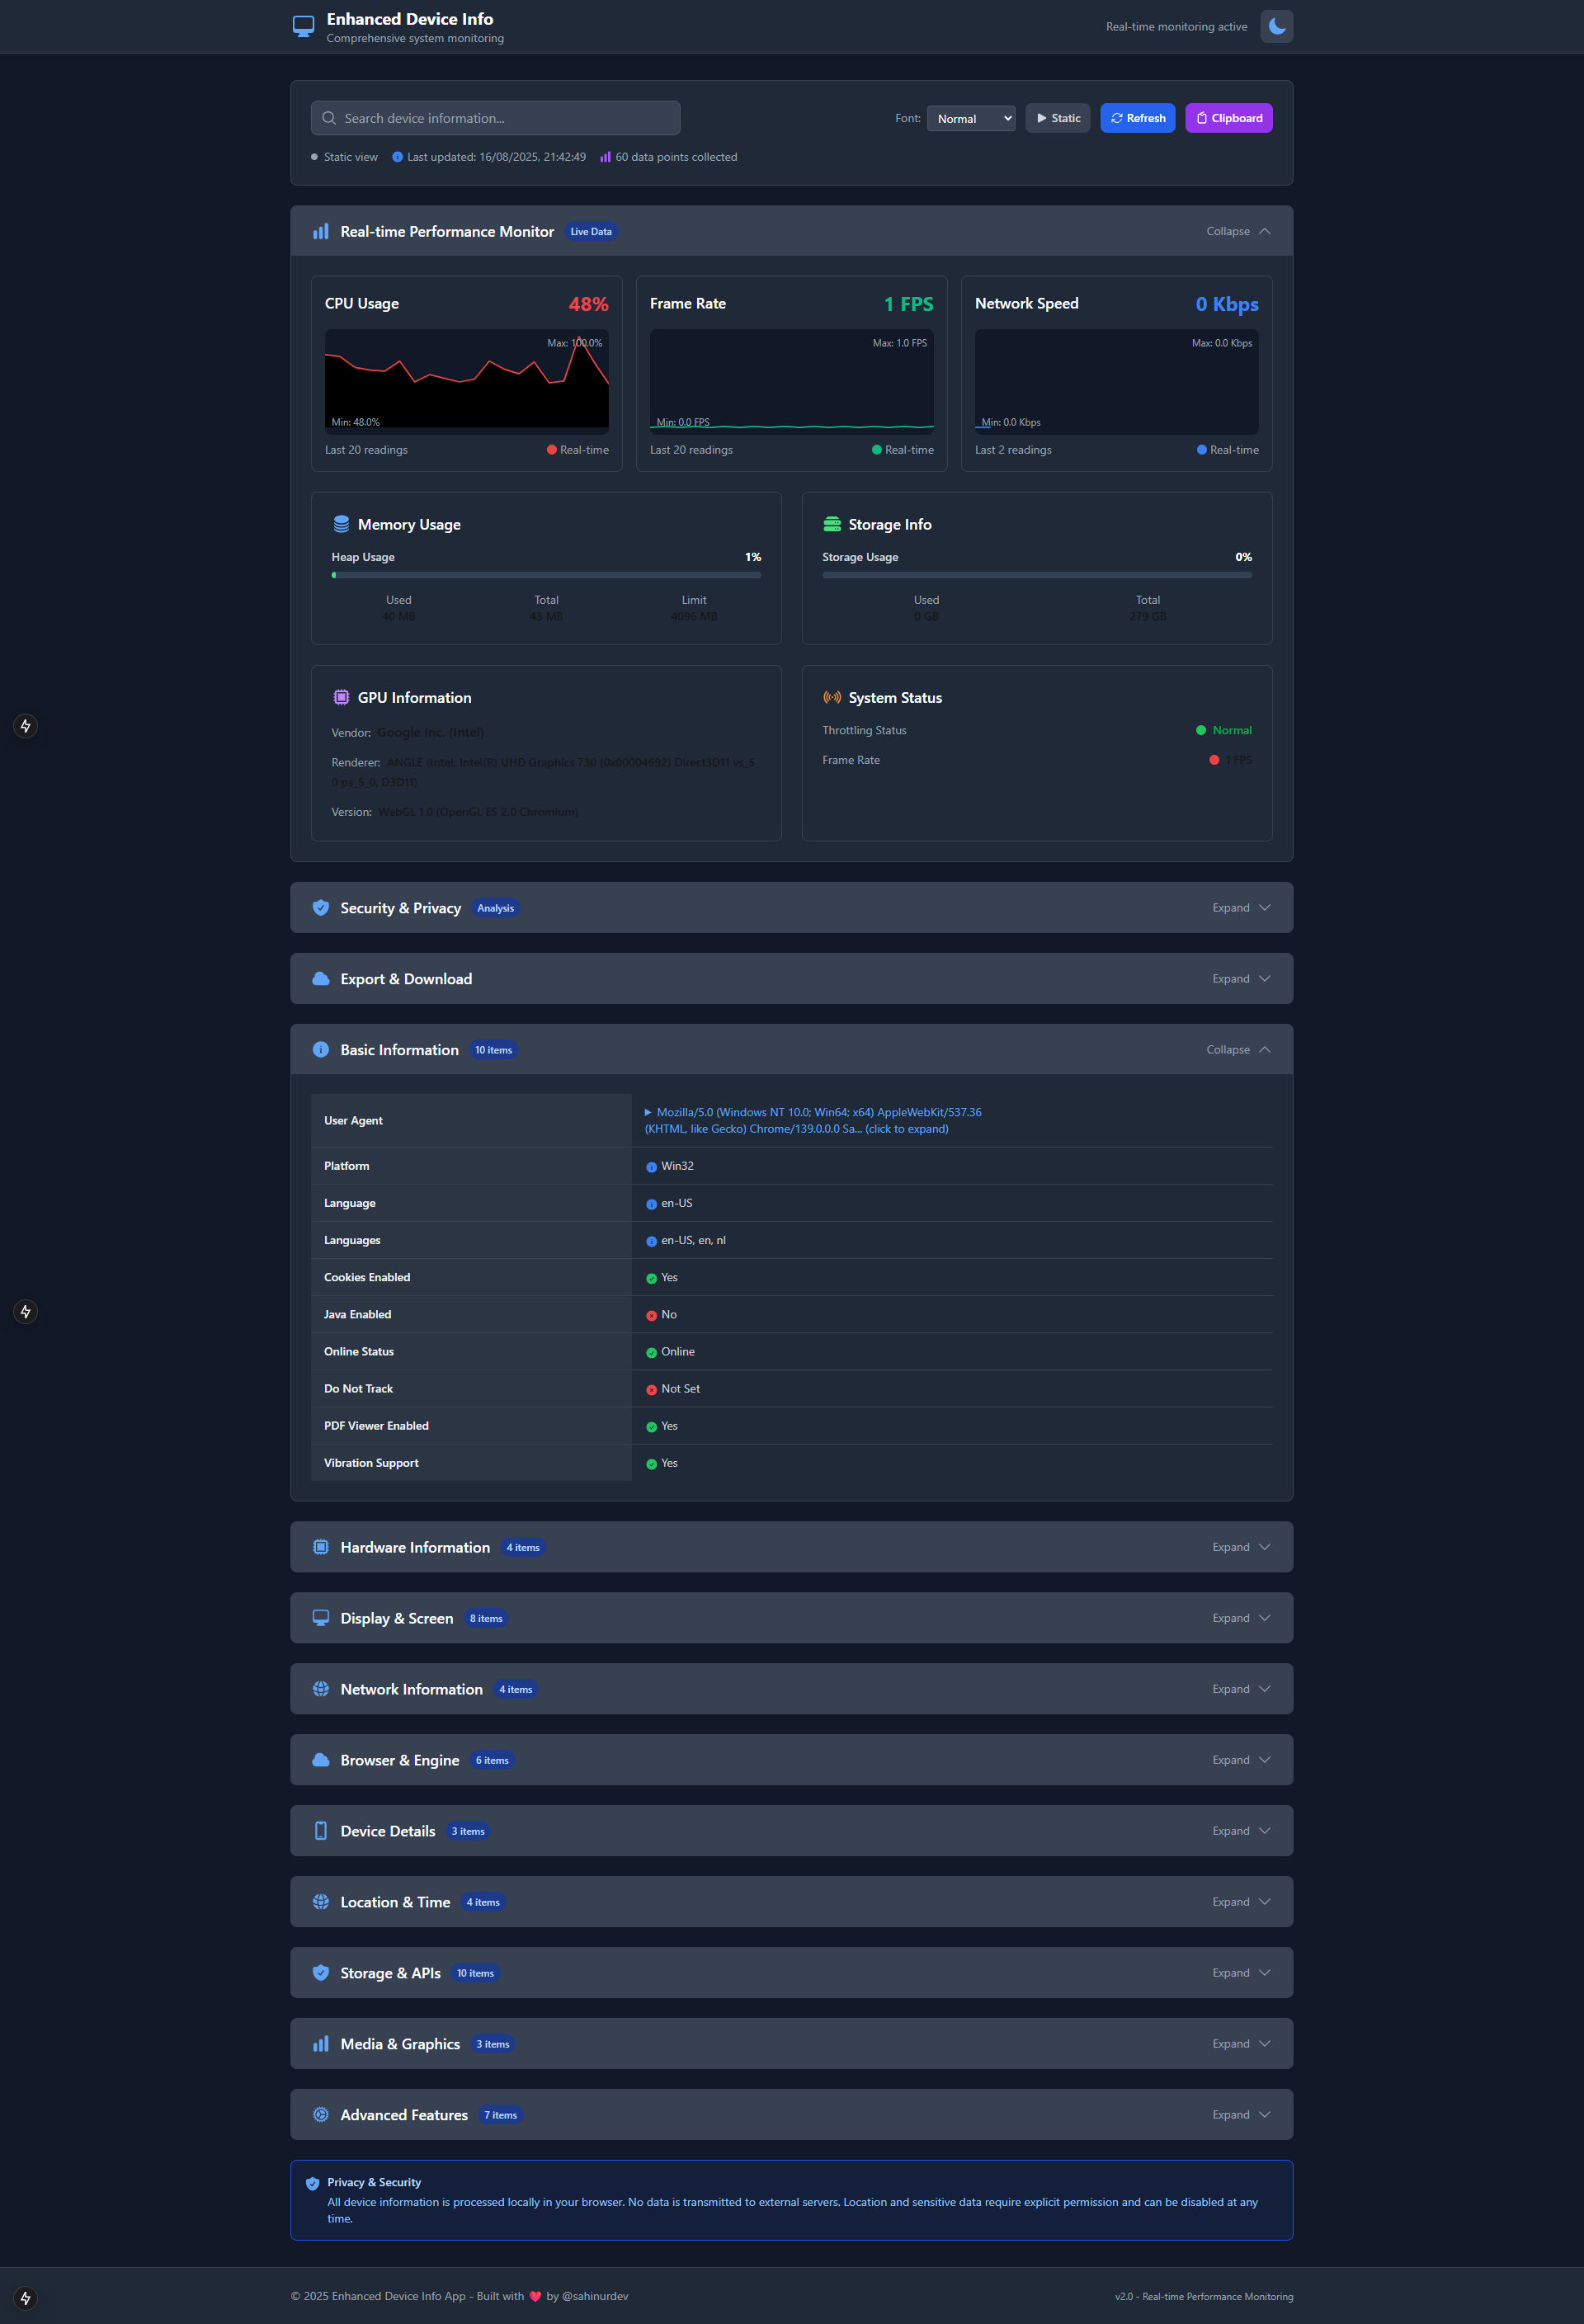 Enhanced Device Info
Comprehensive system monitoring
Real-time monitoring active
Search device information...
Font:
Normal
Static
Refresh
Clipboard
Static view
Last updated: 16/08/2025, 21:42:49
60 data points collected
Real-time Performance Monitor
Live Data
Collapse
CPU Usage
48%
Max: 100.0%
Min: 48.0%
Last 20 readings
Real-time
Frame Rate
1 FPS
Max: 1.0 FPS
Min: 0.0 FPS
Last 20 readings
Real-time
Network Speed
0 Kbps
Max: 0.0 Kbps
Min: 0.0 Kbps
Last 2 readings
Real-time
Memory Usage
Heap Usage
1%
Used
Total
Limit
40 MB
43 MB
4096 MB
Storage Info
Storage Usage
0%
Used
Total
0 GB
279 GB
GPU Information
Vendor: Google Inc. (Intel)
Renderer: ANGLE (Intel, Intel(R) UHD Graphics 730 (0x00004692) Direct3D11 vs_5_
0 ps_5_0, D3D11)
Version: WebGL 1.0 (OpenGL ES 2.0 Chromium)
System Status
Throttling Status
Normal
Frame Rate
1 FPS
Security & Privacy
Analysis
Expand
Export & Download
Expand
Basic Information
10 items
Collapse
User Agent
Mozilla/5.0 (Windows NT 10.0; Win64; x64) AppleWebKit/537.36
(KHTML, like Gecko) Chrome/139.0.0.0 Sa... (click to expand)
Platform
Win32
Language
en-US
Languages
en-US, en, nl
Cookies Enabled
Yes
Java Enabled
No
Online Status
Online
Do Not Track
Not Set
PDF Viewer Enabled
Yes
Vibration Support
Yes
Hardware Information
4 items
Expand
Display & Screen
8 items
Expand
Network Information
4 items
Expand
Browser & Engine
6 items
Expand
Device Details
3 items
Expand
Location & Time
4 items
Expand
Storage & APIs
10 items
Expand
Media & Graphics
3 items
Expand
Advanced Features
7 items
Expand
Privacy & Security
All device information is processed locally in your browser. No data is transmitted to external servers. Location and sensitive data require explicit permission and can be disabled at any
time.
© 2025 Enhanced Device Info App - Built with ❤️ by @sahinurdev
v2.0 - Real-time Performance Monitoring